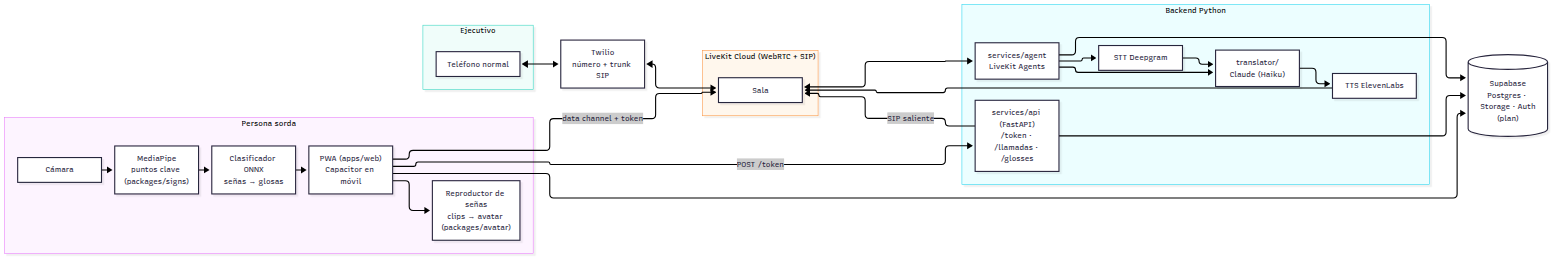 Ejecutivo
Teléfono normal
Twilio
número + trunk
SIP
LiveKit Cloud (WebRTC + SIP)
Sala
Backend Python
services/agent
LiveKit Agents
STT Deepgram
translator/
Claude (Haiku)
TTS ElevenLabs
services/api
(FastAPI)
/token ·
/llamadas ·
/glosses
Supabase
Postgres ·
Storage · Auth
(plan)
data channel + token
SIP saliente
POST /token
Persona sorda
Cámara
MediaPipe
puntos clave
(packages/signs)
Clasificador
ONNX
señas → glosas
PWA (apps/web)
Capacitor en
móvil
Reproductor de
señas
clips → avatar
(packages/avatar)